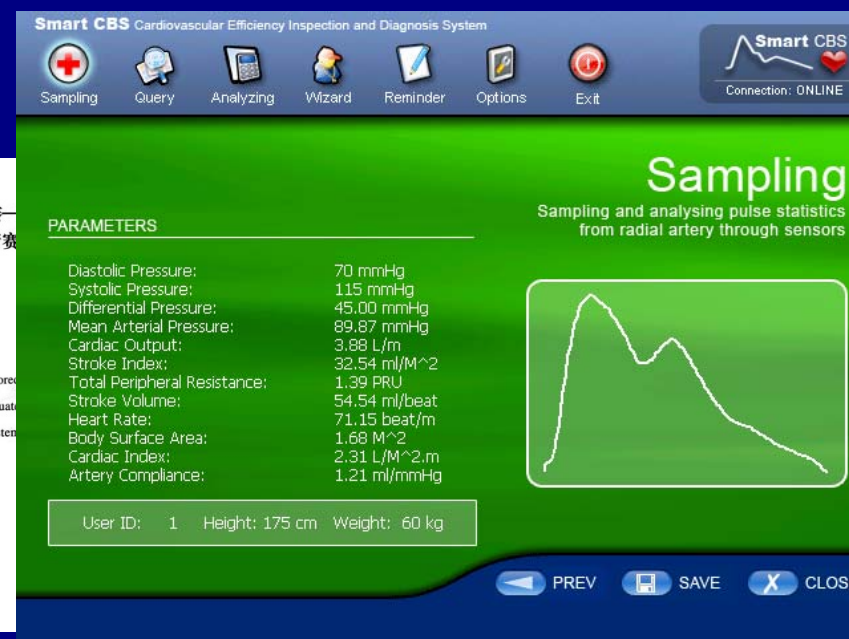 Smart CBS Cardiovascular Efficiency Inspection and Diagnosis System
Sampling Query Analyzing Wizard Reminder Options Exit
Smart CBS
Connection: ONLINE
Sampling
Sampling and analysing pulse statistics
from radial artery through sensors
PARAMETERS
Diastolic Pressure: 70 mmHg
Systolic Pressure: 115 mmHg
Differential Pressure: 45.00 mmHg
Mean Arterial Pressure: 89.87 mmHg
Cardiac Output: 3.88 L/m
Stroke Index: 32.54 ml/M^2
Total Peripheral Resistance: 1.39 PRU
Stroke Volume: 54.54 ml/beat
Heart Rate: 71.15 beat/m
Body Surface Area: 1.68 M^2
Cardiac Index: 2.31 L/M^2.m
Artery Compliance: 1.21 ml/mmHg
User ID: 1 Height: 175 cm Weight: 60 kg
PREV SAVE CLOS